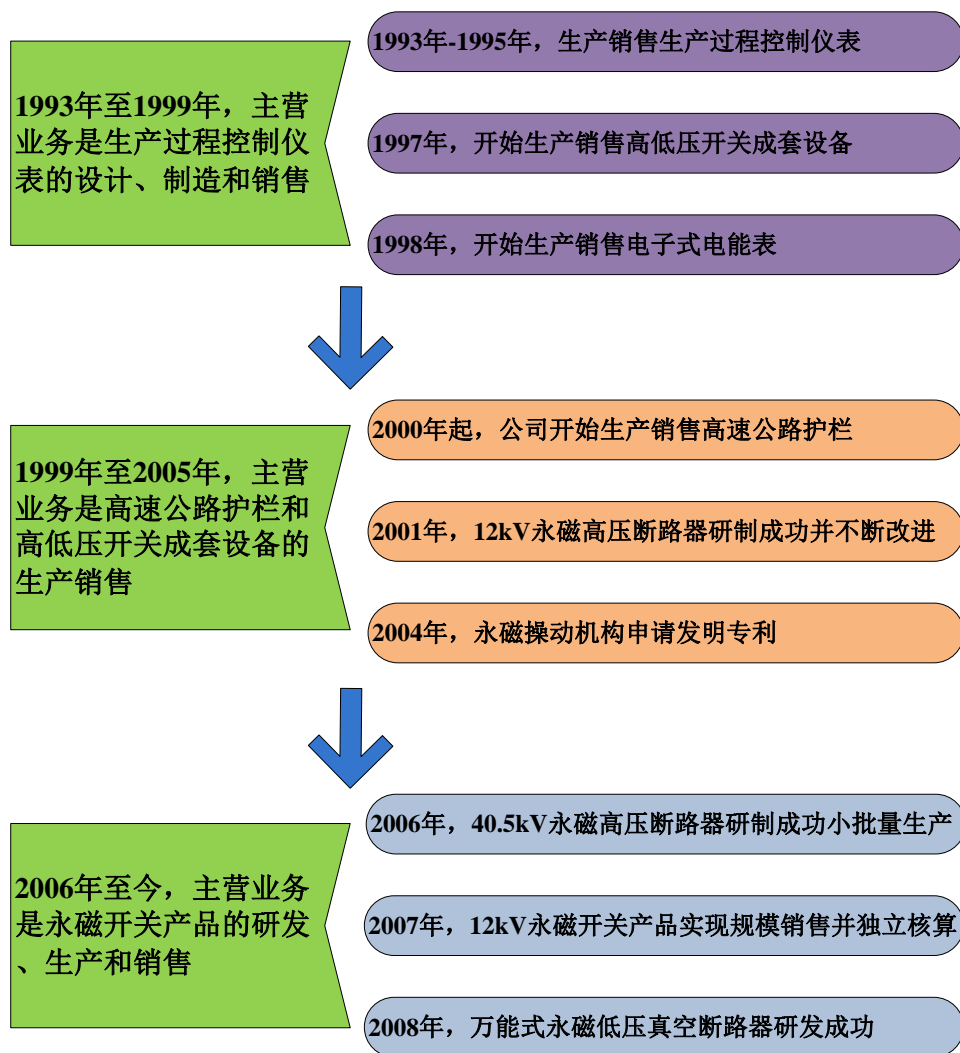 1993年至1999年，主营
业务是生产过程控制仪
表的设计、制造和销售
1993年-1995年，生产销售生产过程控制仪表
1997年，开始生产销售高低压开关成套设备
1998年，开始生产销售电子式电能表
1999年至2005年，主营
业务是高速公路护栏和
高低压开关成套设备的
生产销售
2000年起，公司开始生产销售高速公路护栏
2001年，12kV永磁高压断路器研制成功并不断改进
2004年，永磁操动机构申请发明专利
2006年至今，主营业务
是永磁开关产品的研发
、生产和销售
2006年，40.5kV永磁高压断路器研制成功小批量生产
2007年，12kV永磁开关产品实现规模销售并独立核算
2008年，万能式永磁低压真空断路器研发成功